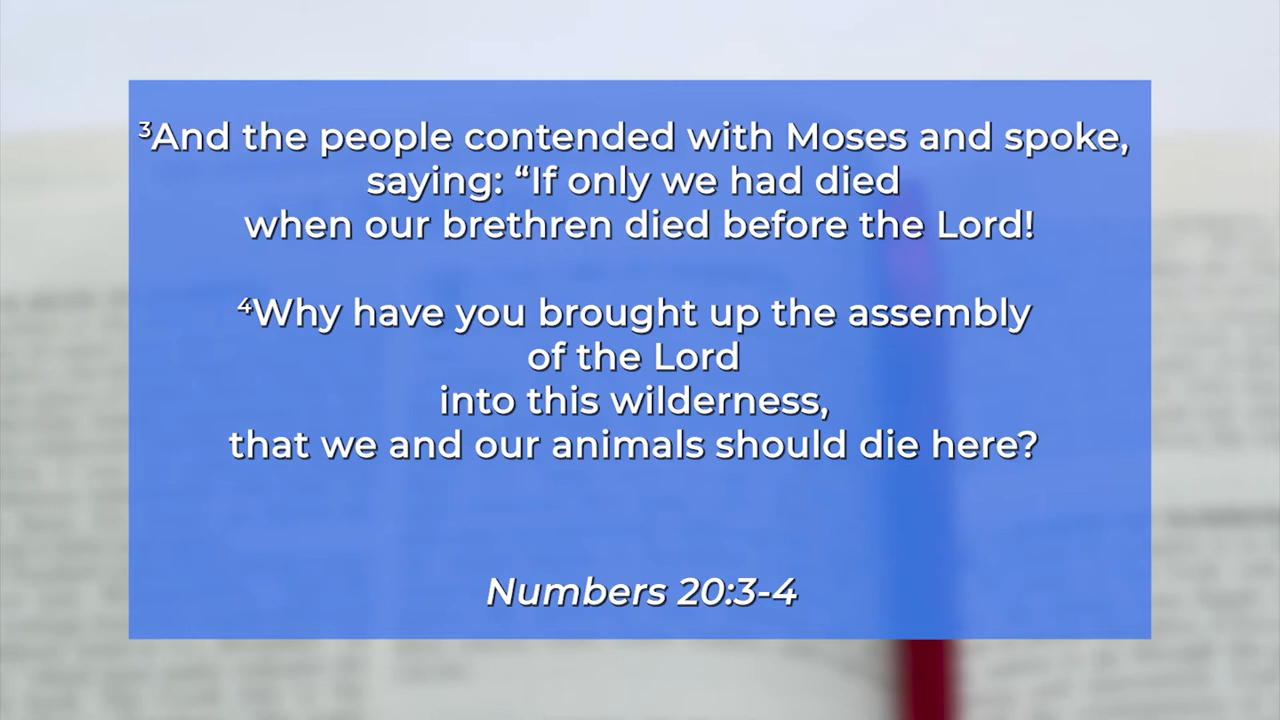 ³And the people contended with Moses and spoke,
saying: “If only we had died
when our brethren died before the Lord!
⁴Why have you brought up the assembly
of the Lord
into this wilderness,
that we and our animals should die here?
Numbers 20:3-4